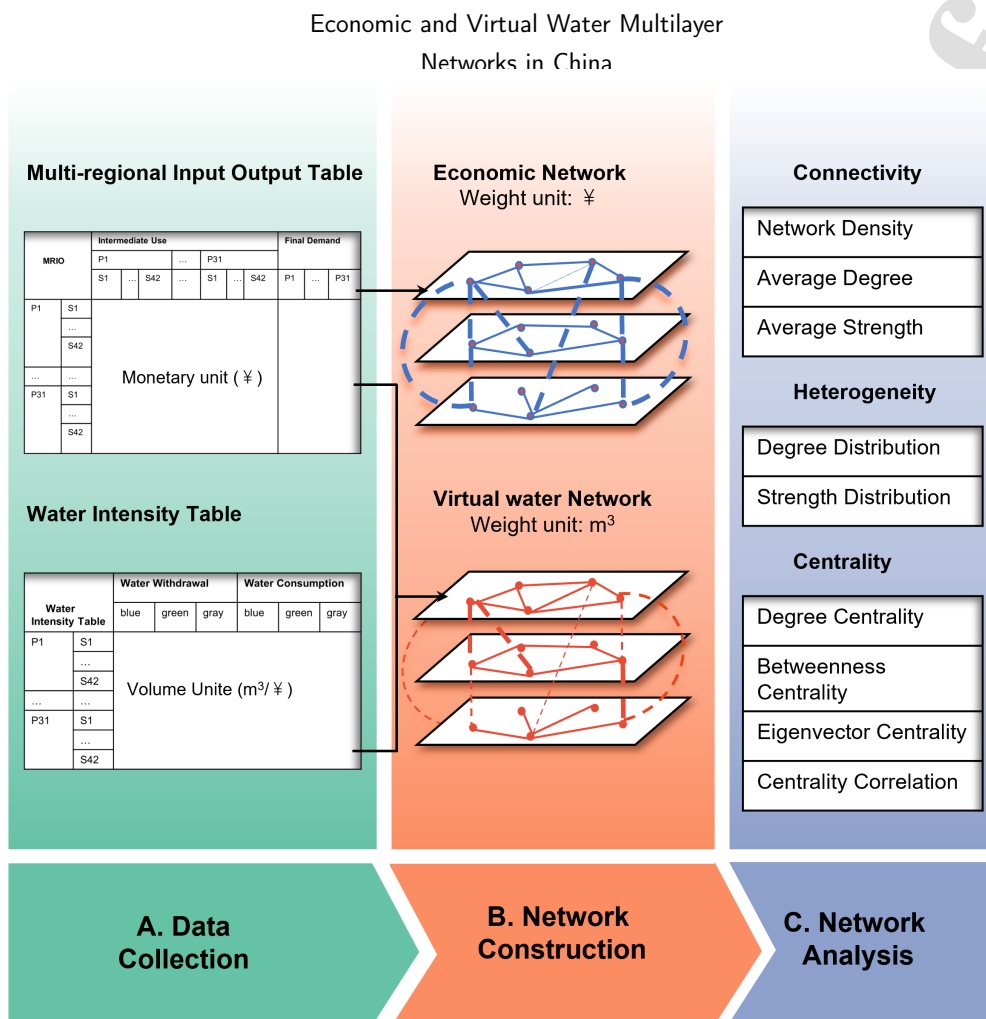 Economic and Virtual Water Multilayer
Networks in China
Multi-regional Input Output Table
MRIO
Intermediate Use
Final Demand
P1 ... P31
S1 ... S42 ... S1 ... S42 P1 ... P31
P1 S1
...
S42
... ...
P31 S1
...
S42
Monetary unit ( ¥ )
Water Intensity Table
Water
Intensity Table
Water Withdrawal Water Consumption
blue green gray blue green gray
P1 S1
...
S42
... ...
P31 S1
...
S42
Volume Unite (m³/ ¥ )
Economic Network
Weight unit: ¥
Virtual water Network
Weight unit: m³
Connectivity
Network Density
Average Degree
Average Strength
Heterogeneity
Degree Distribution
Strength Distribution
Centrality
Degree Centrality
Betweenness
Centrality
Eigenvector Centrality
Centrality Correlation
A. Data
Collection
B. Network
Construction
C. Network
Analysis